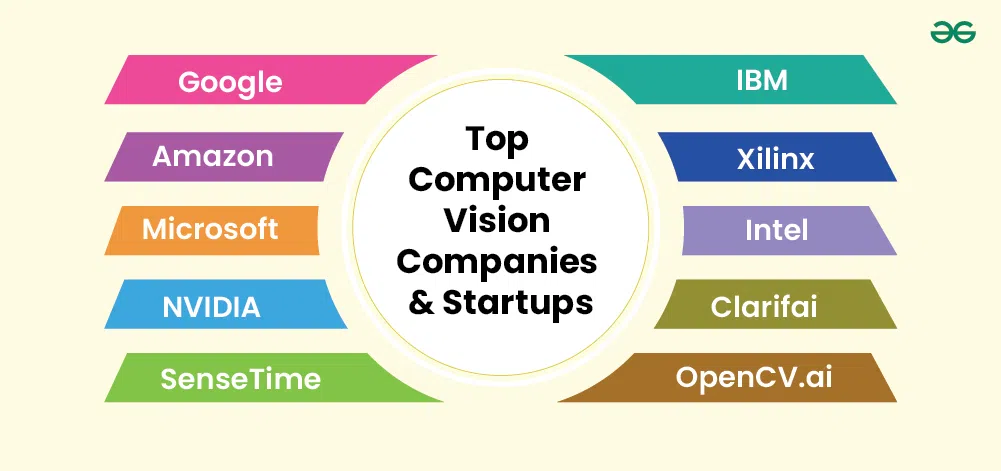 Google
Amazon
Microsoft
NVIDIA
SenseTime
Top
Computer
Vision
Companies
& Startups
IBM
Xilinx
Intel
Clarifai
OpenCV.ai